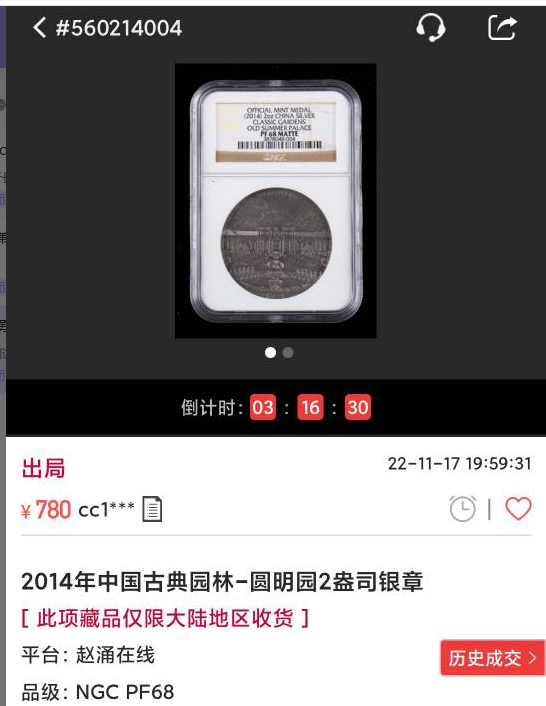 #560214004
OFFICIAL MINT MEDAL
(2014) 2oz CHINA SILVER
CLASSIC GARDENS
OLD SUMMER PALACE
PF 68 MATTE
NGC
倒计时: 03 : 16 : 30
出局
22-11-17 19:59:31
¥ 780 cc1***
2014年中国古典园林-圆明园2盎司银章
[ 此项藏品仅限大陆地区收货 ]
平台: 赵涌在线
历史成交 >
品级: NGC PF68